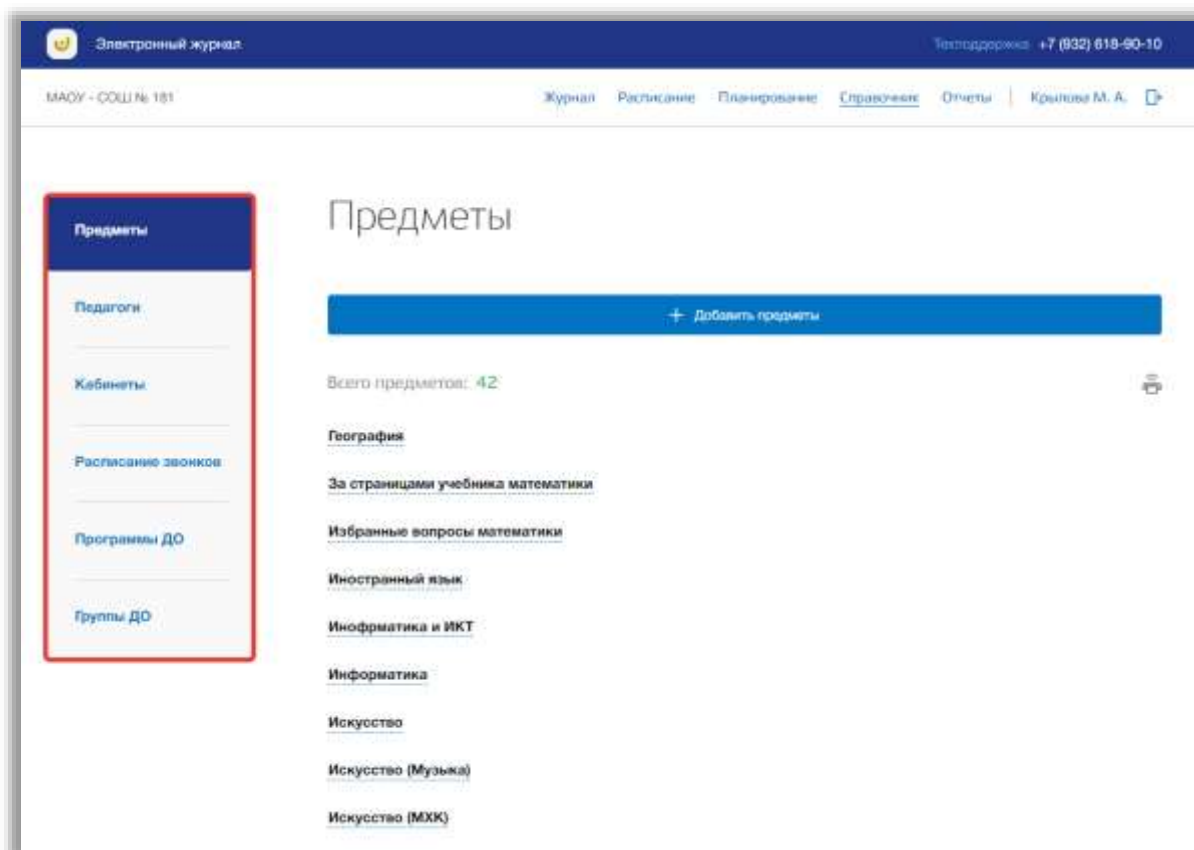 Электронный журнал
Техподдержка +7 (932) 618-90-10
МАОУ - СОШ № 181
Журнал Расписание Планирование Справочник Отчеты Крылова М. А.
Предметы
Педагоги
Кабинеты
Расписание звонков
Программы ДО
Группы ДО
Предметы
+ Добавить предметы
Всего предметов: 42
География
За страницами учебника математики
Избранные вопросы математики
Иностранный язык
Инофрматика и ИКТ
Информатика
Искусство
Искусство (Музыка)
Искусство (МХК)